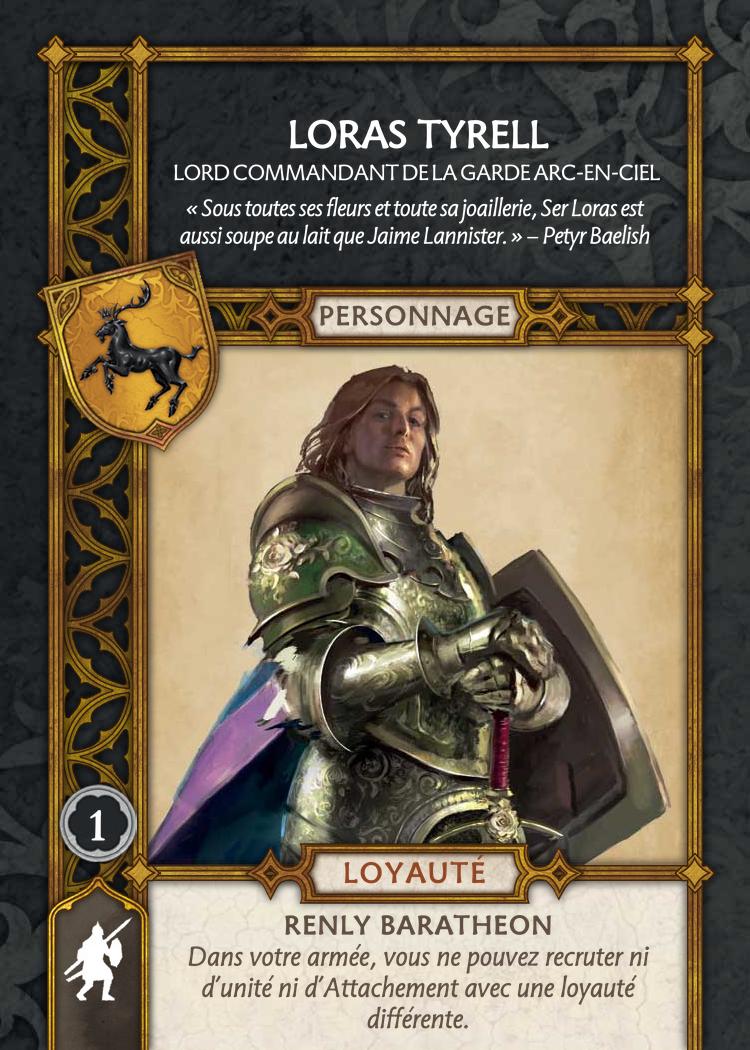 LORAS TYRELL
LORD COMMANDANT DE LA GARDE ARC-EN-CIEL
« Sous toutes ses fleurs et toute sa joaillerie, Ser Loras est
aussi soupe au lait que Jaime Lannister. » – Petyr Baelish
PERSONNAGE
1
LOYAUTÉ
RENLY BARATHEON
Dans votre armée, vous ne pouvez recruter ni
d'unité ni d'Attachement avec une loyauté
différente.